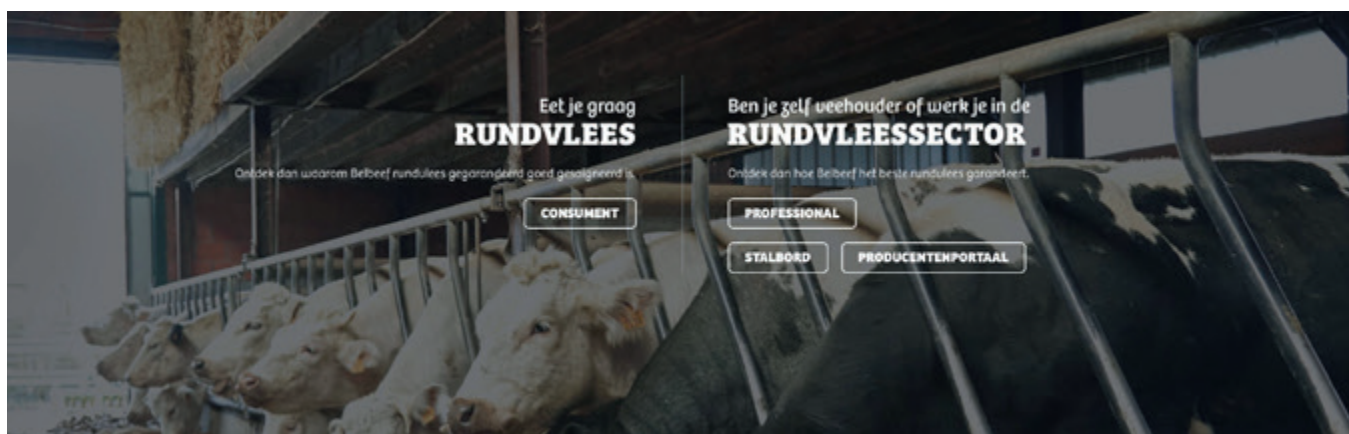 Eet je graag
RUNDVLEES
Ontdek dan waarom Belbeef rundvlees gegarandeerd goed gesoigneerd is.
CONSUMENT
Ben je zelf veehouder of werk je in de
RUNDVLEESSECTOR
Ontdek dan hoe Belbeef het beste rundvlees garandeert.
PROFESSIONAL
STALBORD
PRODUCENTENPORTAAL